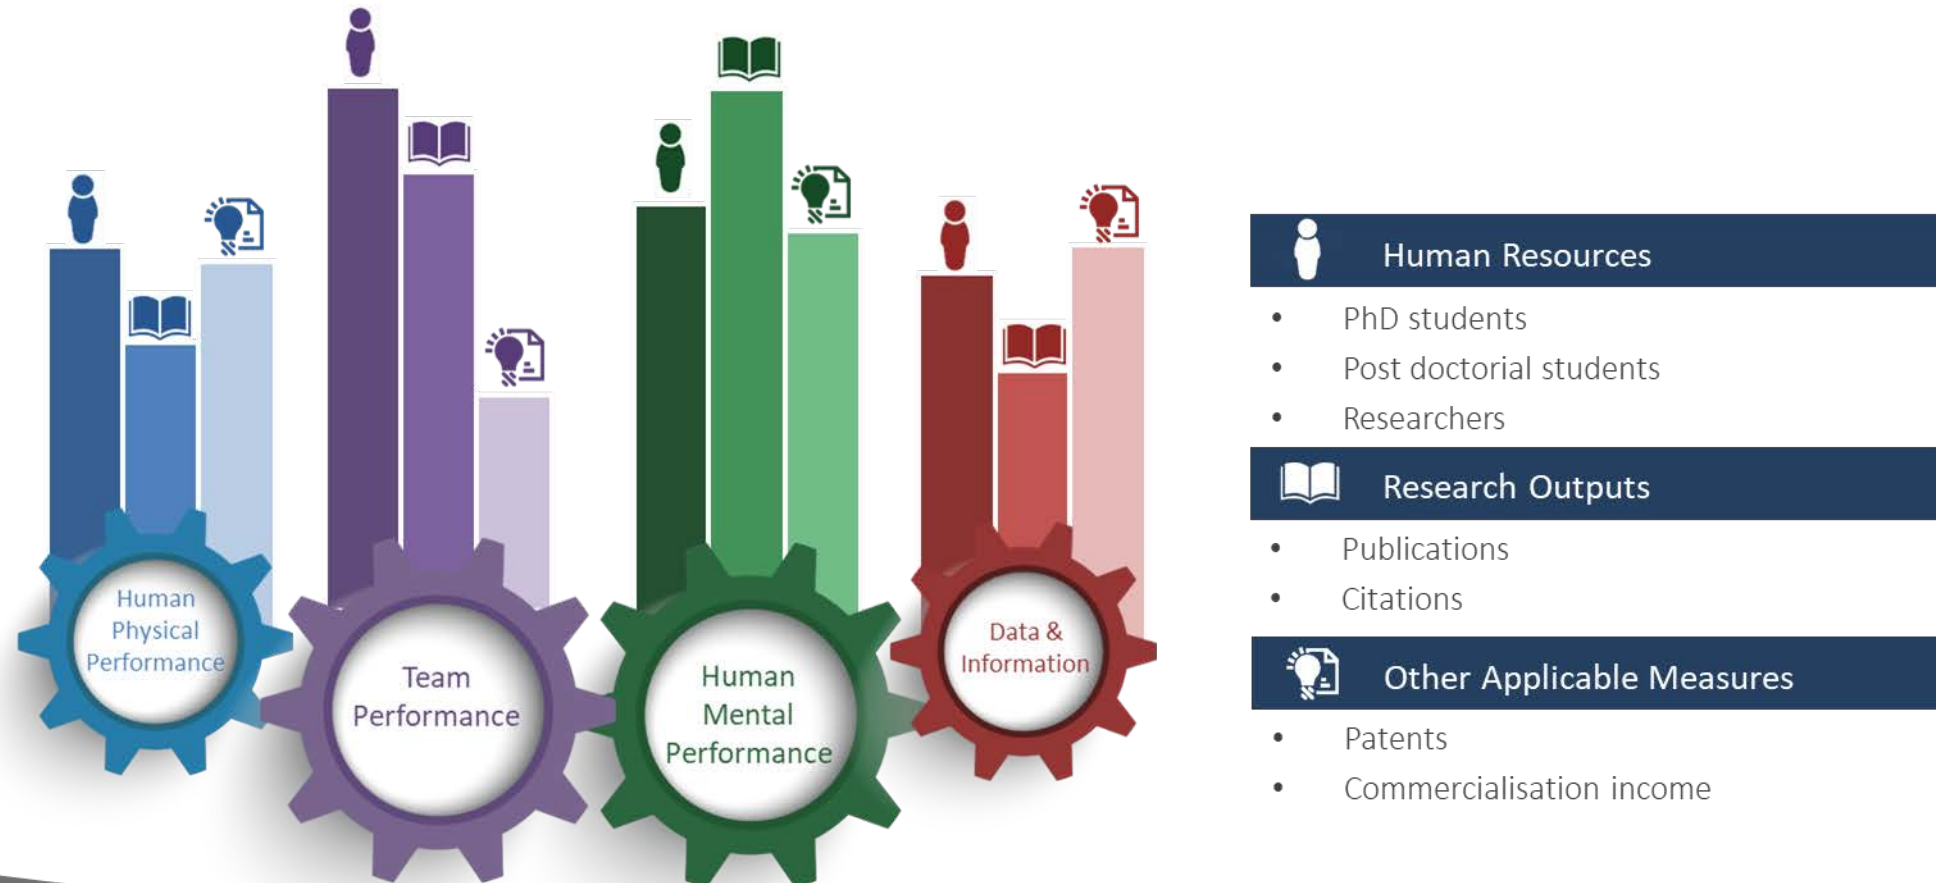 Human
Physical
Performance
Team
Performance
Human
Mental
Performance
Data &
Information
Human Resources
• PhD students
• Post doctorial students
• Researchers
Research Outputs
• Publications
• Citations
Other Applicable Measures
• Patents
• Commercialisation income